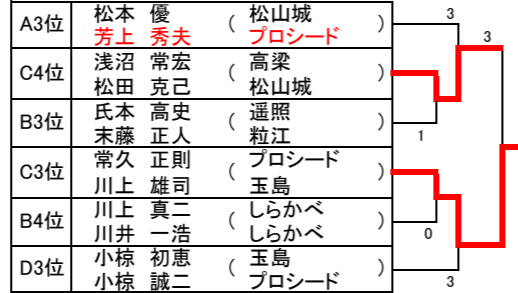 A3位 松本 優 ( 松山城 )
芳上 秀夫 プロシード
C4位 浅沼 常宏 ( 高梁 )
松田 克己 松山城
B3位 氏本 高史 ( 遥照 )
末藤 正人 粒江
C3位 常久 正則 ( プロシード )
川上 雄司 玉島
B4位 川上 真二 ( しらかべ )
川井 一浩 しらかべ
D3位 小椋 初恵 ( 玉島 )
小椋 誠二 プロシード
3
3
1
0
3